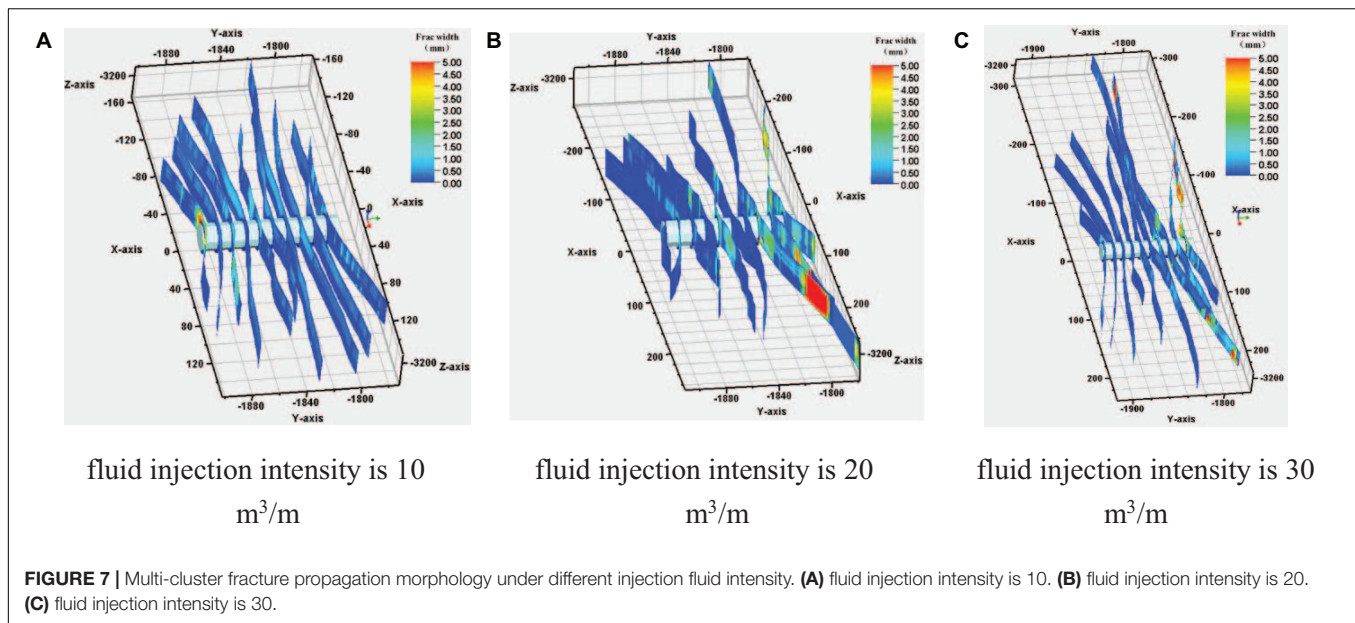 A
Y-axis
-1880
-1840
-1800
-3200
Z-axis
-160
-160
-120
-120
-80
-80
-40
-40
0
X-axis
X-axis
0
40
40
80
80
120
120
-3200
Z-axis
-1880
-1840
-1800
Y-axis
Frac width
(mm)
5.00
4.50
4.00
3.50
3.00
2.50
2.00
1.50
1.00
0.50
0.00
B
Y-axis
-1880
-1840
-1800
-3200
Z-axis
-200
-200
-100
-100
0
X-axis
X-axis
0
100
100
200
200
-3200
Z-axis
-1880
-1840
-1800
Y-axis
Frac width
(mm)
5.00
4.50
4.00
3.50
3.00
2.50
2.00
1.50
1.00
0.50
0.00
C
Y-axis
-1900
-1800
-3200
Z-axis
-300
-300
-200
-200
-100
-100
0
X-axis
X-axis
0
100
100
200
200
-3200
Z-axis
-1900
-1800
Y-axis
Frac width
(mm)
5.00
4.50
4.00
3.50
3.00
2.50
2.00
1.50
1.00
0.50
0.00
fluid injection intensity is 10
m³/m
fluid injection intensity is 20
m³/m
fluid injection intensity is 30
m³/m
FIGURE 7 | Multi-cluster fracture propagation morphology under different injection fluid intensity. (A) fluid injection intensity is 10. (B) fluid injection intensity is 20.
(C) fluid injection intensity is 30.